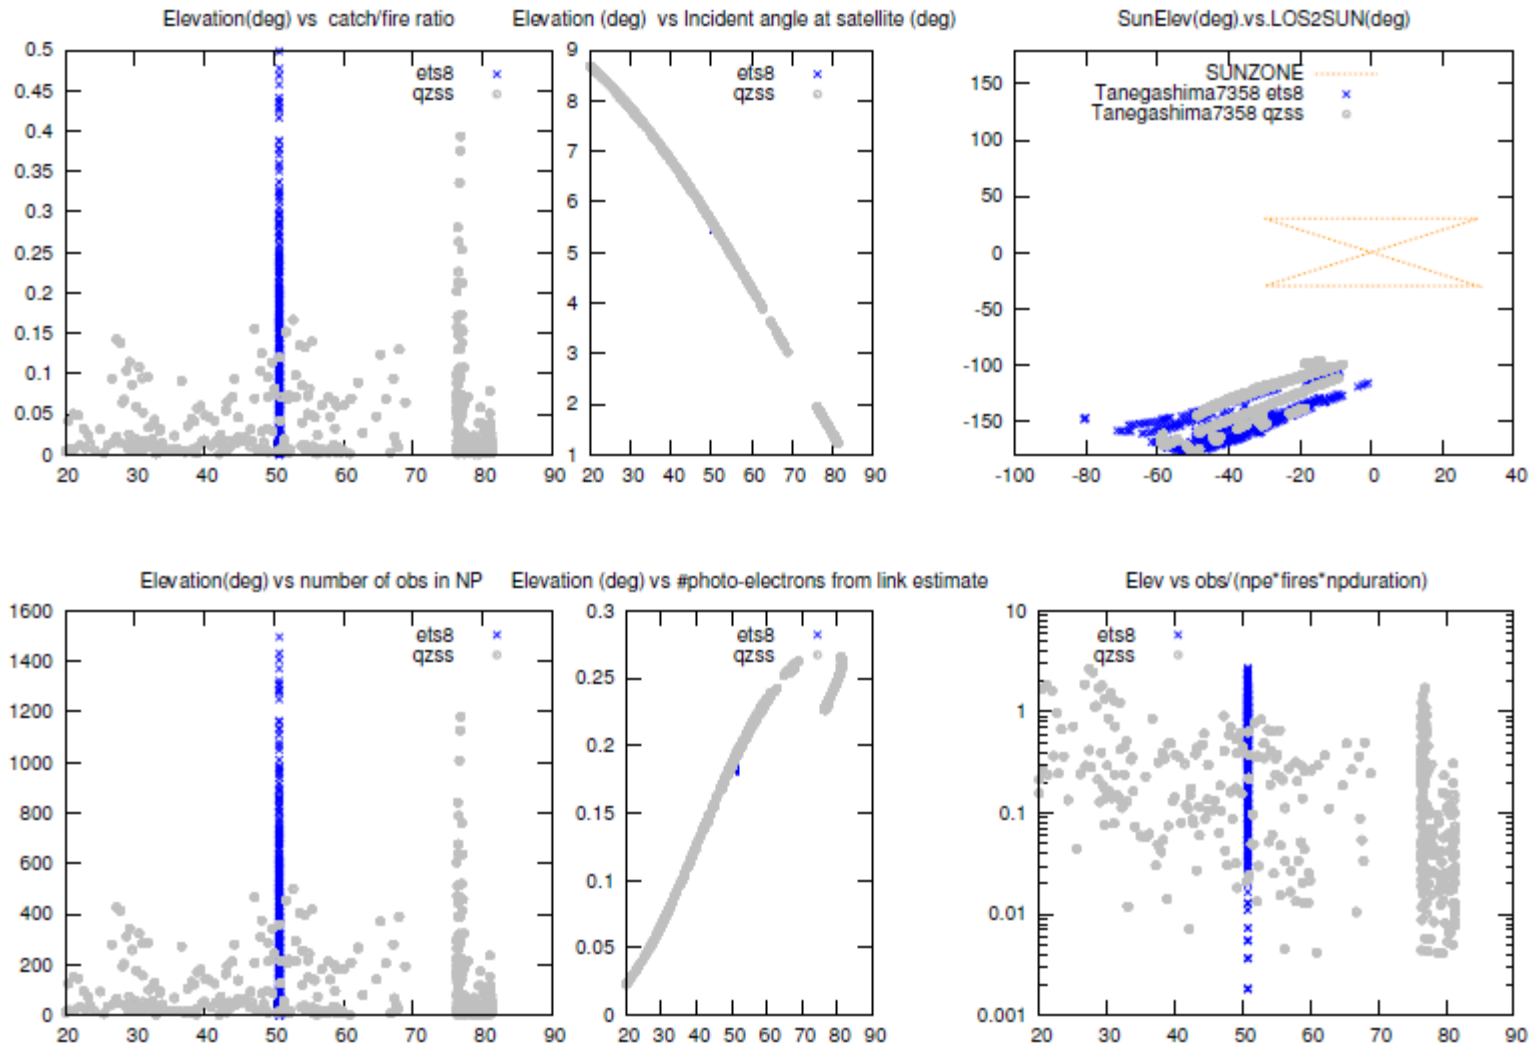 Elevation(deg) vs catch/fire ratio
0.5
0.45
0.4
0.35
0.3
0.25
0.2
0.15
0.1
0.05
0
20 30 40 50 60 70 80 90
ets8
qzss
Elevation (deg) vs Incident angle at satellite (deg)
9
8
7
6
5
4
3
2
1
20 30 40 50 60 70 80 90
ets8
qzss
SunElev(deg).vs.LOS2SUN(deg)
150
100
50
0
-50
-100
-150
-100 -80 -60 -40 -20 0 20 40
SUNZONE
Tanegashima7358 ets8
Tanegashima7358 qzss
Elevation(deg) vs number of obs in NP
1600
1400
1200
1000
800
600
400
200
0
20 30 40 50 60 70 80 90
ets8
qzss
Elevation (deg) vs #photo-electrons from link estimate
0.3
0.25
0.2
0.15
0.1
0.05
0
20 30 40 50 60 70 80 90
ets8
qzss
Elev vs obs/(npe*fires*npduration)
10
1
0.1
0.01
0.001
20 30 40 50 60 70 80 90
ets8
qzss